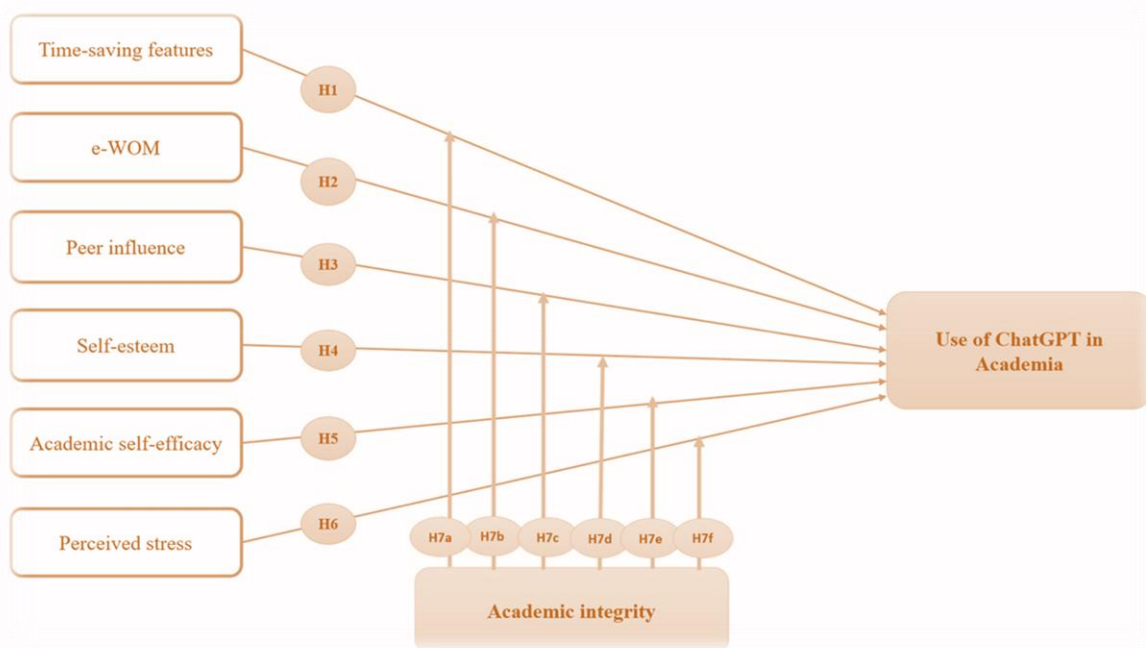 Time-saving features
H1
e-WOM
H2
Peer influence
H3
Self-esteem
H4
Academic self-efficacy
H5
Perceived stress
H6
Use of ChatGPT in
Academia
H7a
H7b
H7c
H7d
H7e
H7f
Academic integrity